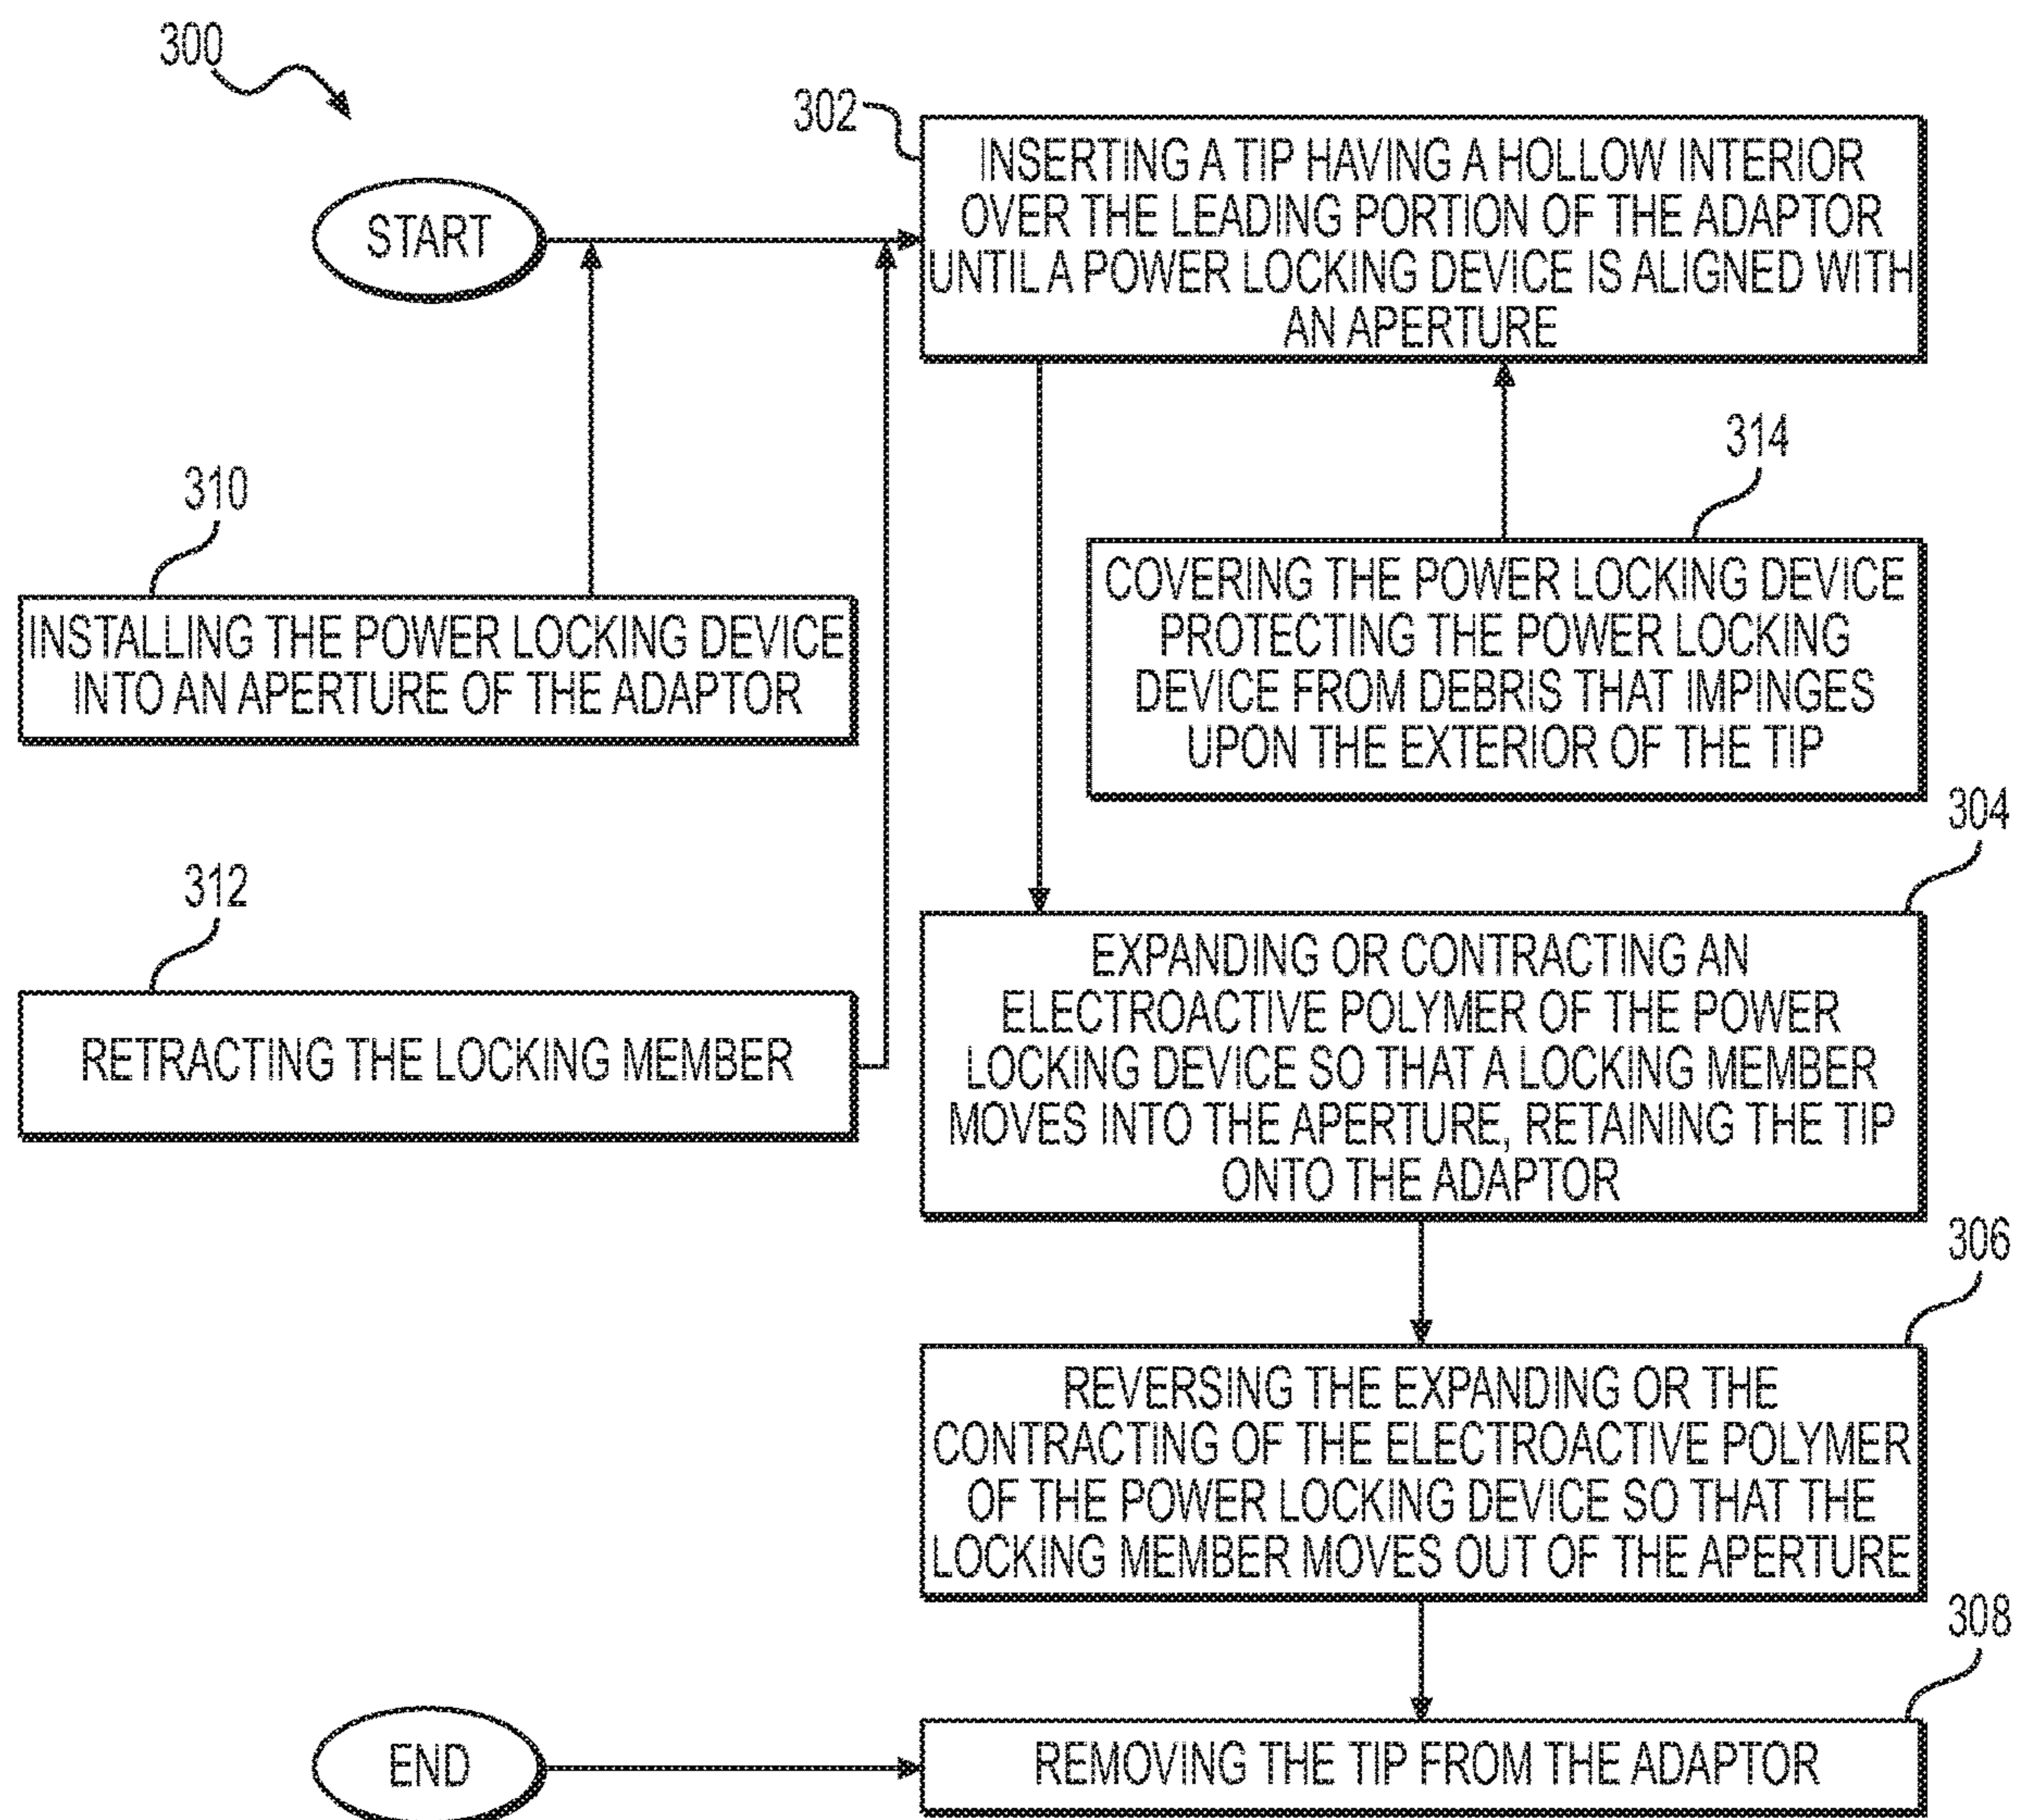 300
302
START
INSERTING A TIP HAVING A HOLLOW INTERIOR
OVER THE LEADING PORTION OF THE ADAPTOR
UNTIL A POWER LOCKING DEVICE IS ALIGNED WITH
AN APERTURE
314
310
COVERING THE POWER LOCKING DEVICE
PROTECTING THE POWER LOCKING
DEVICE FROM DEBRIS THAT IMPINGES
UPON THE EXTERIOR OF THE TIP
INSTALLING THE POWER LOCKING DEVICE
INTO AN APERTURE OF THE ADAPTOR
304
312
EXPANDING OR CONTRACTING AN
ELECTROACTIVE POLYMER OF THE POWER
LOCKING DEVICE SO THAT A LOCKING MEMBER
MOVES INTO THE APERTURE, RETAINING THE TIP
ONTO THE ADAPTOR
RETRACTING THE LOCKING MEMBER
306
REVERSING THE EXPANDING OR THE
CONTRACTING OF THE ELECTROACTIVE POLYMER
OF THE POWER LOCKING DEVICE SO THAT THE
LOCKING MEMBER MOVES OUT OF THE APERTURE
308
END
REMOVING THE TIP FROM THE ADAPTOR